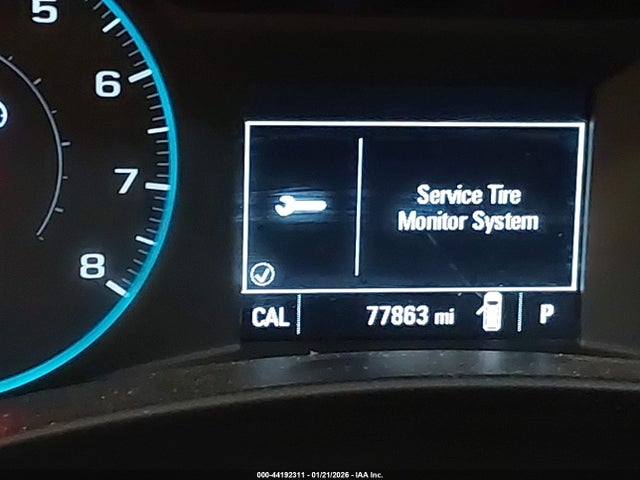 5
6
7
8
Service Tire
Monitor System
CAL
77863 mi
P
000-44192311 - 01/21/2026 - IAA Inc.